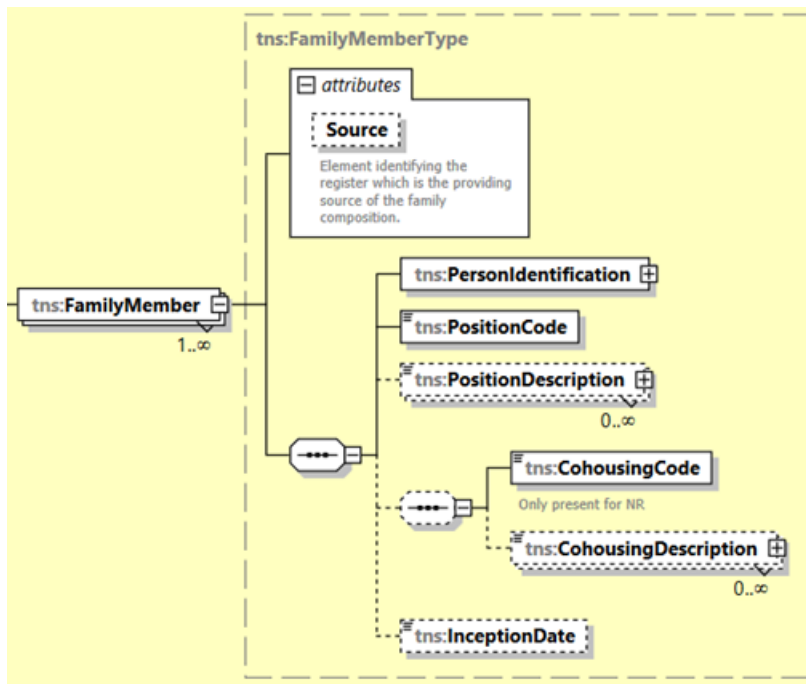 tns:FamilyMemberType
attributes
Source
Element identifying the
register which is the providing
source of the family
composition.
tns:PersonIdentification
tns:FamilyMember
1..∞
tns:PositionCode
tns:PositionDescription
0..∞
tns:CohousingCode
Only present for NR
tns:CohousingDescription
0..∞
tns:InceptionDate